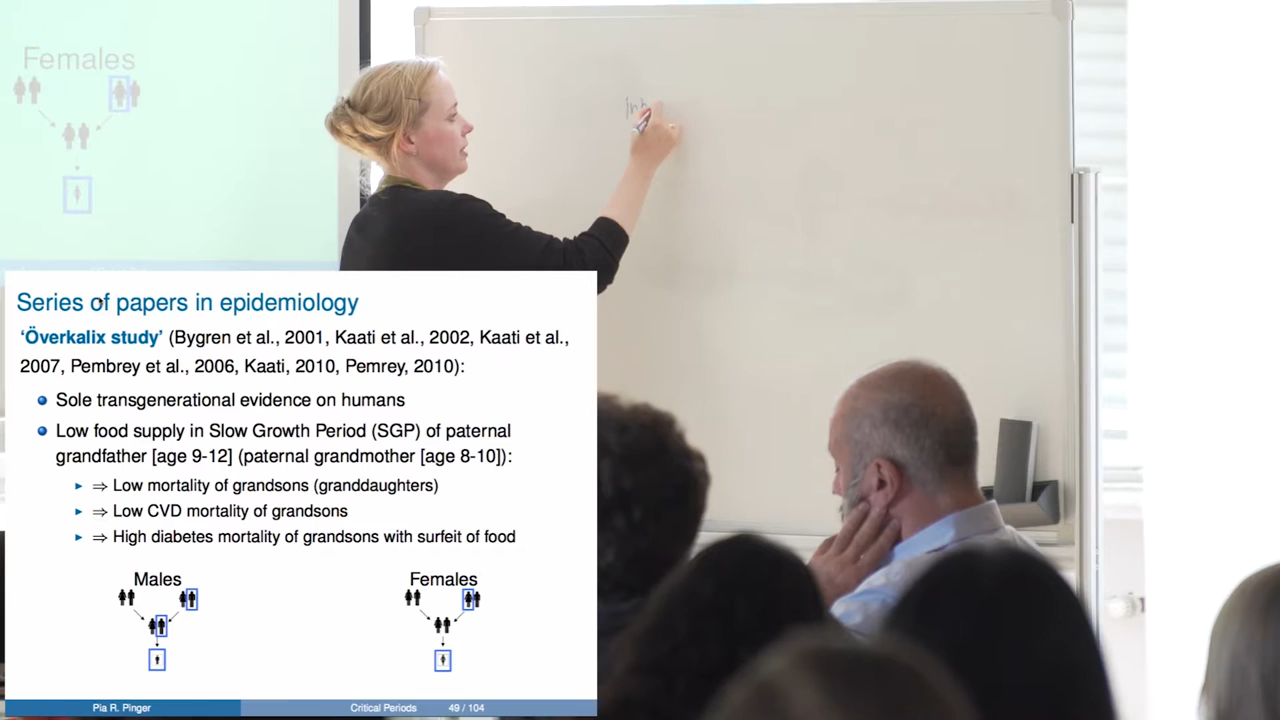 Females
inh
Series of papers in epidemiology
‘Överkalix study’ (Bygren et al., 2001, Kaati et al., 2002, Kaati et al.,
2007, Pembrey et al., 2006, Kaati, 2010, Pemrey, 2010):
Sole transgenerational evidence on humans
Low food supply in Slow Growth Period (SGP) of paternal
grandfather [age 9-12] (paternal grandmother [age 8-10]):
⇒ Low mortality of grandsons (granddaughters)
⇒ Low CVD mortality of grandsons
⇒ High diabetes mortality of grandsons with surfeit of food
Males Females
Pia R. Pinger Critical Periods 49 / 104